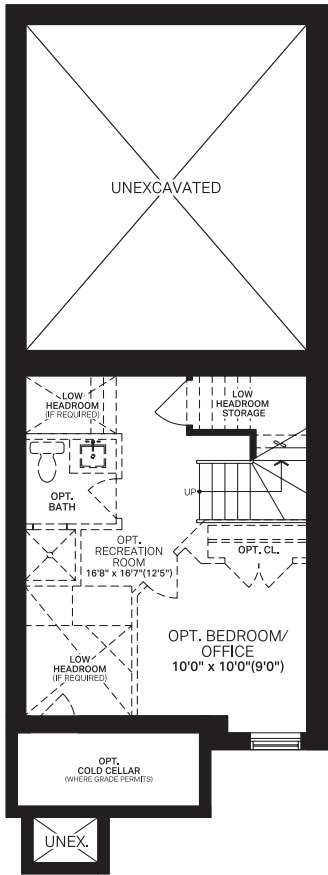 UNEXCAVATED
LOW
HEADROOM
(IF REQUIRED)
LOW
HEADROOM
STORAGE
OPT.
BATH
UP
OPT.
RECREATION
ROOM
16'8" x 16'7"(12'5")
OPT. CL.
OPT. BEDROOM/
OFFICE
10'0" x 10'0"(9'0")
LOW
HEADROOM
(IF REQUIRED)
OPT.
COLD CELLAR
(WHERE GRADE PERMITS)
UNEX.